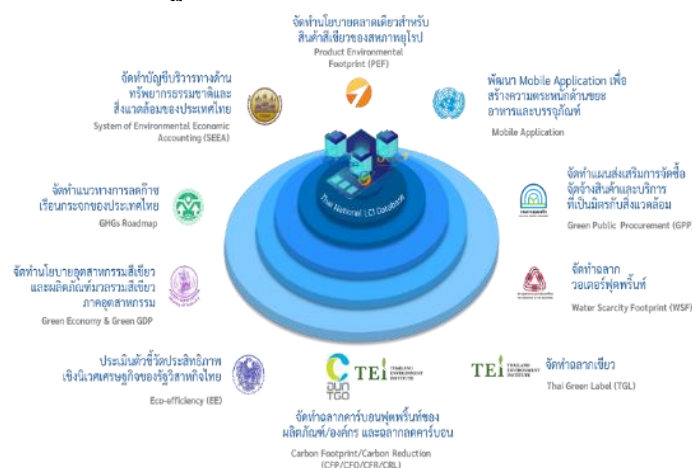 จัดทำนโยบายตลาดเดียวสำหรับ
สินค้าสีเขียวของสหภาพยุโรป
Product Environmental
Footprint (PEF)
จัดทำบัญชีบริวารทางด้าน
ทรัพยากรธรรมชาติและ
สิ่งแวดล้อมของประเทศไทย
System of Environmental Economic
Accounting (SEEA)
พัฒนา Mobile Application เพื่อ
สร้างความตระหนักด้านขยะ
อาหารและบรรจุภัณฑ์
Mobile Application
Thai National LCI Database
จัดทำแนวทางการลดก๊าซ
เรือนกระจกของประเทศไทย
GHGs Roadmap
จัดทำแผนส่งเสริมการจัดซื้อ
จัดจ้างสินค้าและบริการ
ที่เป็นมิตรกับสิ่งแวดล้อม
Green Public Procurement (GPP)
จัดทำนโยบายอุตสาหกรรมสีเขียว
และผลิตภัณฑ์มวลรวมสีเขียว
ภาคอุตสาหกรรม
Green Economy & Green GDP
จัดทำฉลาก
วอเตอร์ฟุตพริ้นท์
Water Scarcity Footprint (WSF)
ประเมินตัวชี้วัดประสิทธิภาพ
เชิงนิเวศเศรษฐกิจของรัฐวิสาหกิจไทย
Eco-efficiency (EE)
อบก
TGO
TEi THAILAND
ENVIRONMENT
INSTITUTE
TEi THAILAND
ENVIRONMENT
INSTITUTE
จัดทำฉลากเขียว
Thai Green Label (TGL)
จัดทำฉลากคาร์บอนฟุตพริ้นท์ของ
ผลิตภัณฑ์/องค์กร และฉลากลดคาร์บอน
Carbon Footprint/Carbon Reduction
(CFP/CFO/CFR/CRL)